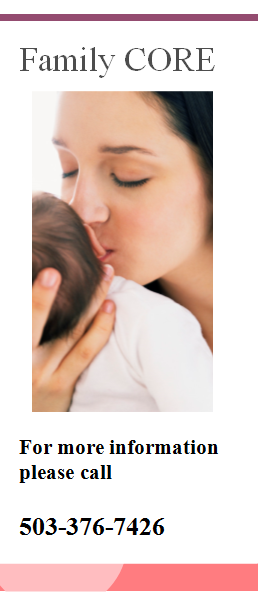 Family CORE
For more information
please call
503-376-7426